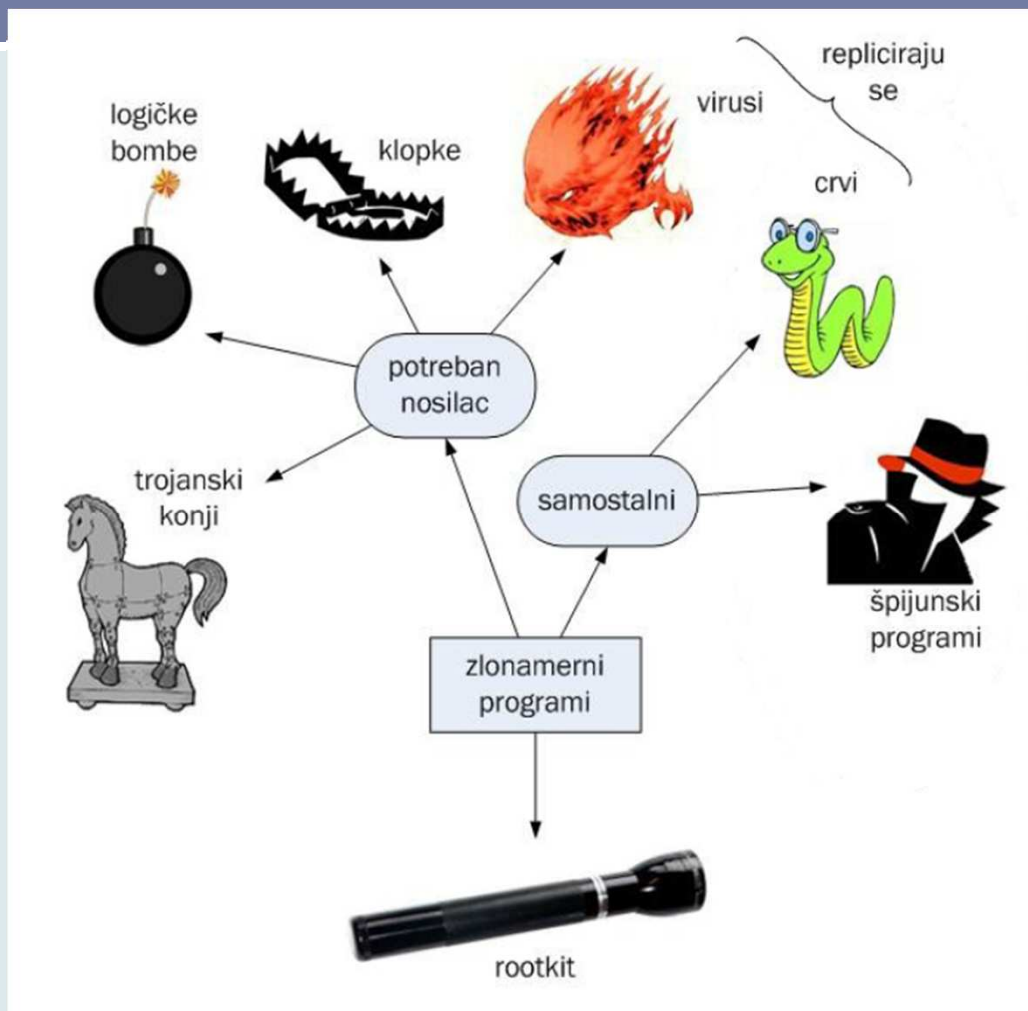 repliciraju
se
virusi
logičke
bombe
klopke
crvi
potreban
nosilac
trojanski
konji
samostalni
špijunski
programi
zlonamerni
programi
rootkit